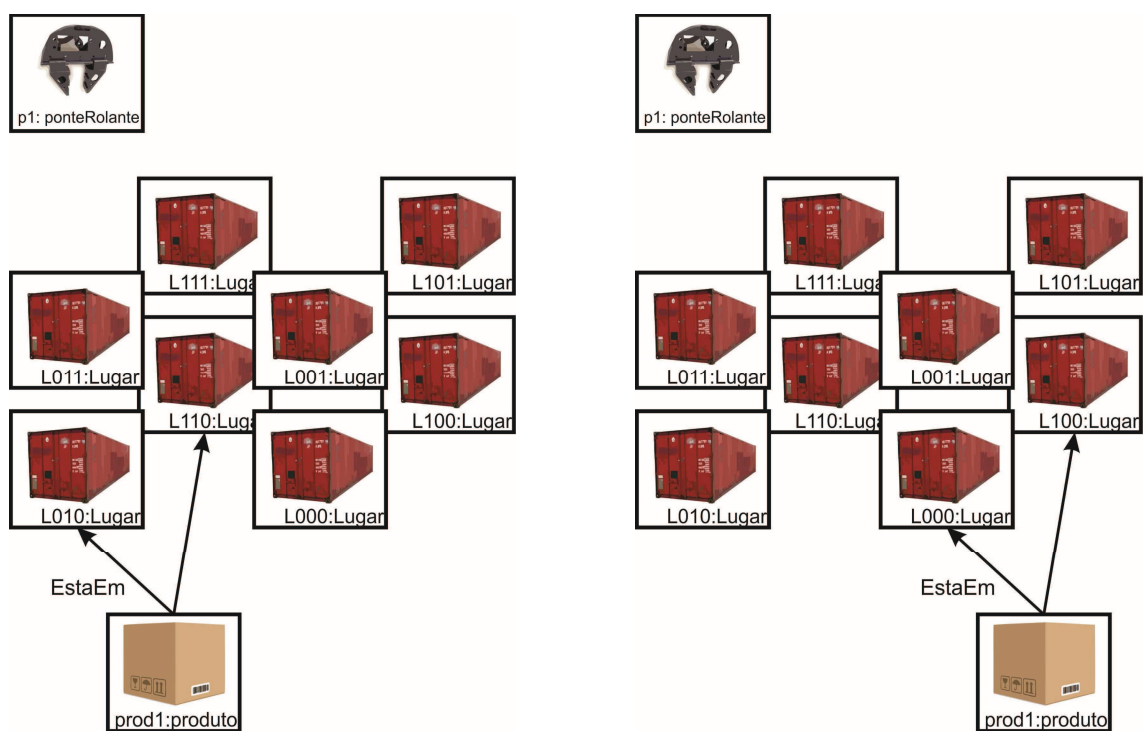 p1: ponteRolante
L111:Luga
L101:Lugar
L011:Lugar
L001:Lugar
L110:Luga
L100:Lugar
L010:Lugar
L000:Lugar
EstaEm
prod1:produto
p1: ponteRolante
L111:Luga
L101:Lugar
L011:Lugar
L001:Lugar
L110:Luga
L100:Lugar
L010:Lugar
L000:Lugar
EstaEm
prod1:produto